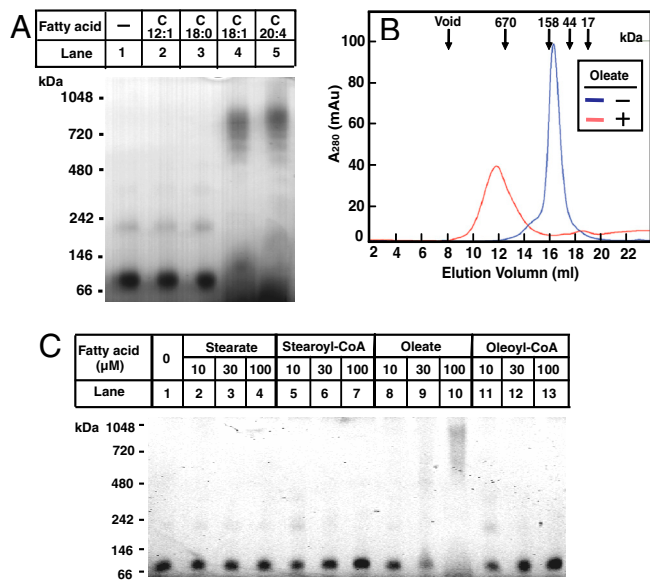 A
Fatty acid – C 12:1 C 18:0 C 18:1 C 20:4
Lane 1 2 3 4 5
kDa
1048
720
480
242
146
66
B
Void 670 158 44 17 kDa
100
80
60
40
20
0
A280 (mAu)
Oleate
–
+
2 4 6 8 10 12 14 16 18 20 22
Elution Volumn (ml)
C
Fatty acid (µM) 0 Stearate Stearoyl-CoA Oleate Oleoyl-CoA
10 30 100 10 30 100 10 30 100 10 30 100
Lane 1 2 3 4 5 6 7 8 9 10 11 12 13
kDa
1048
720
480
242
146
66